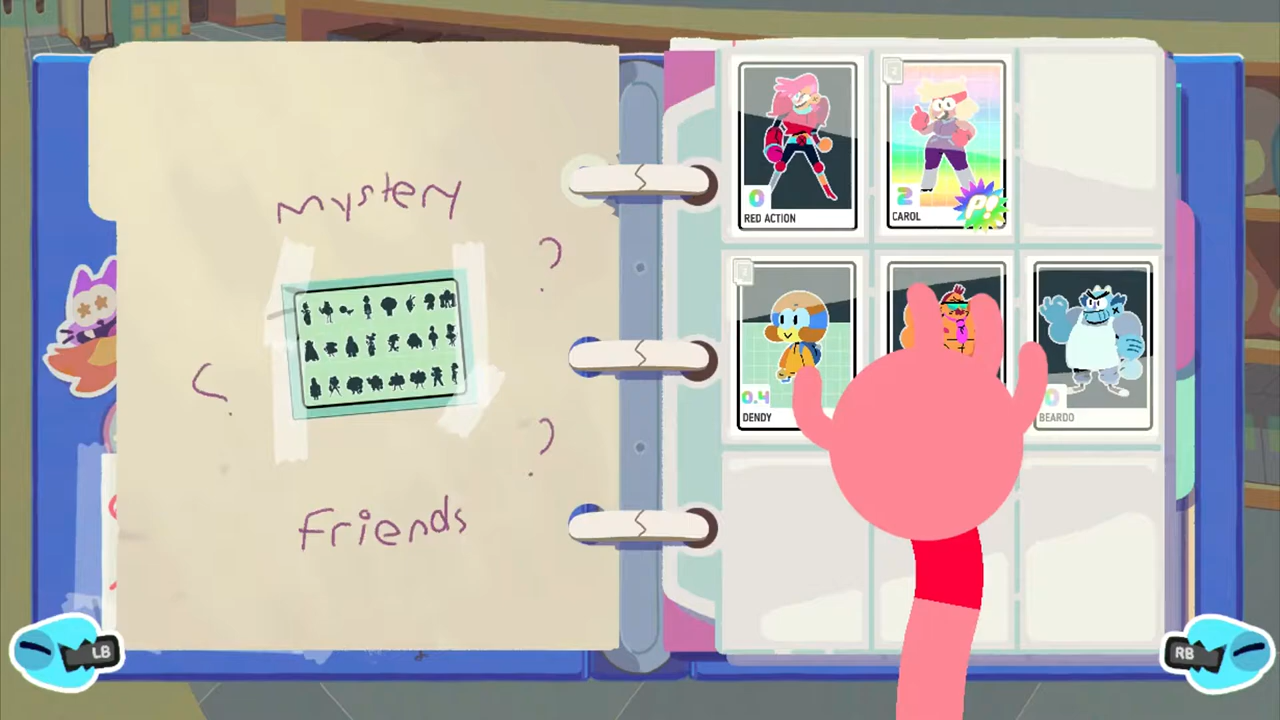 mystery
?
?
?
Friends
0
RED ACTION
2
CAROL
P!
0.4
DENDY
0
BEARDO
LB
RB